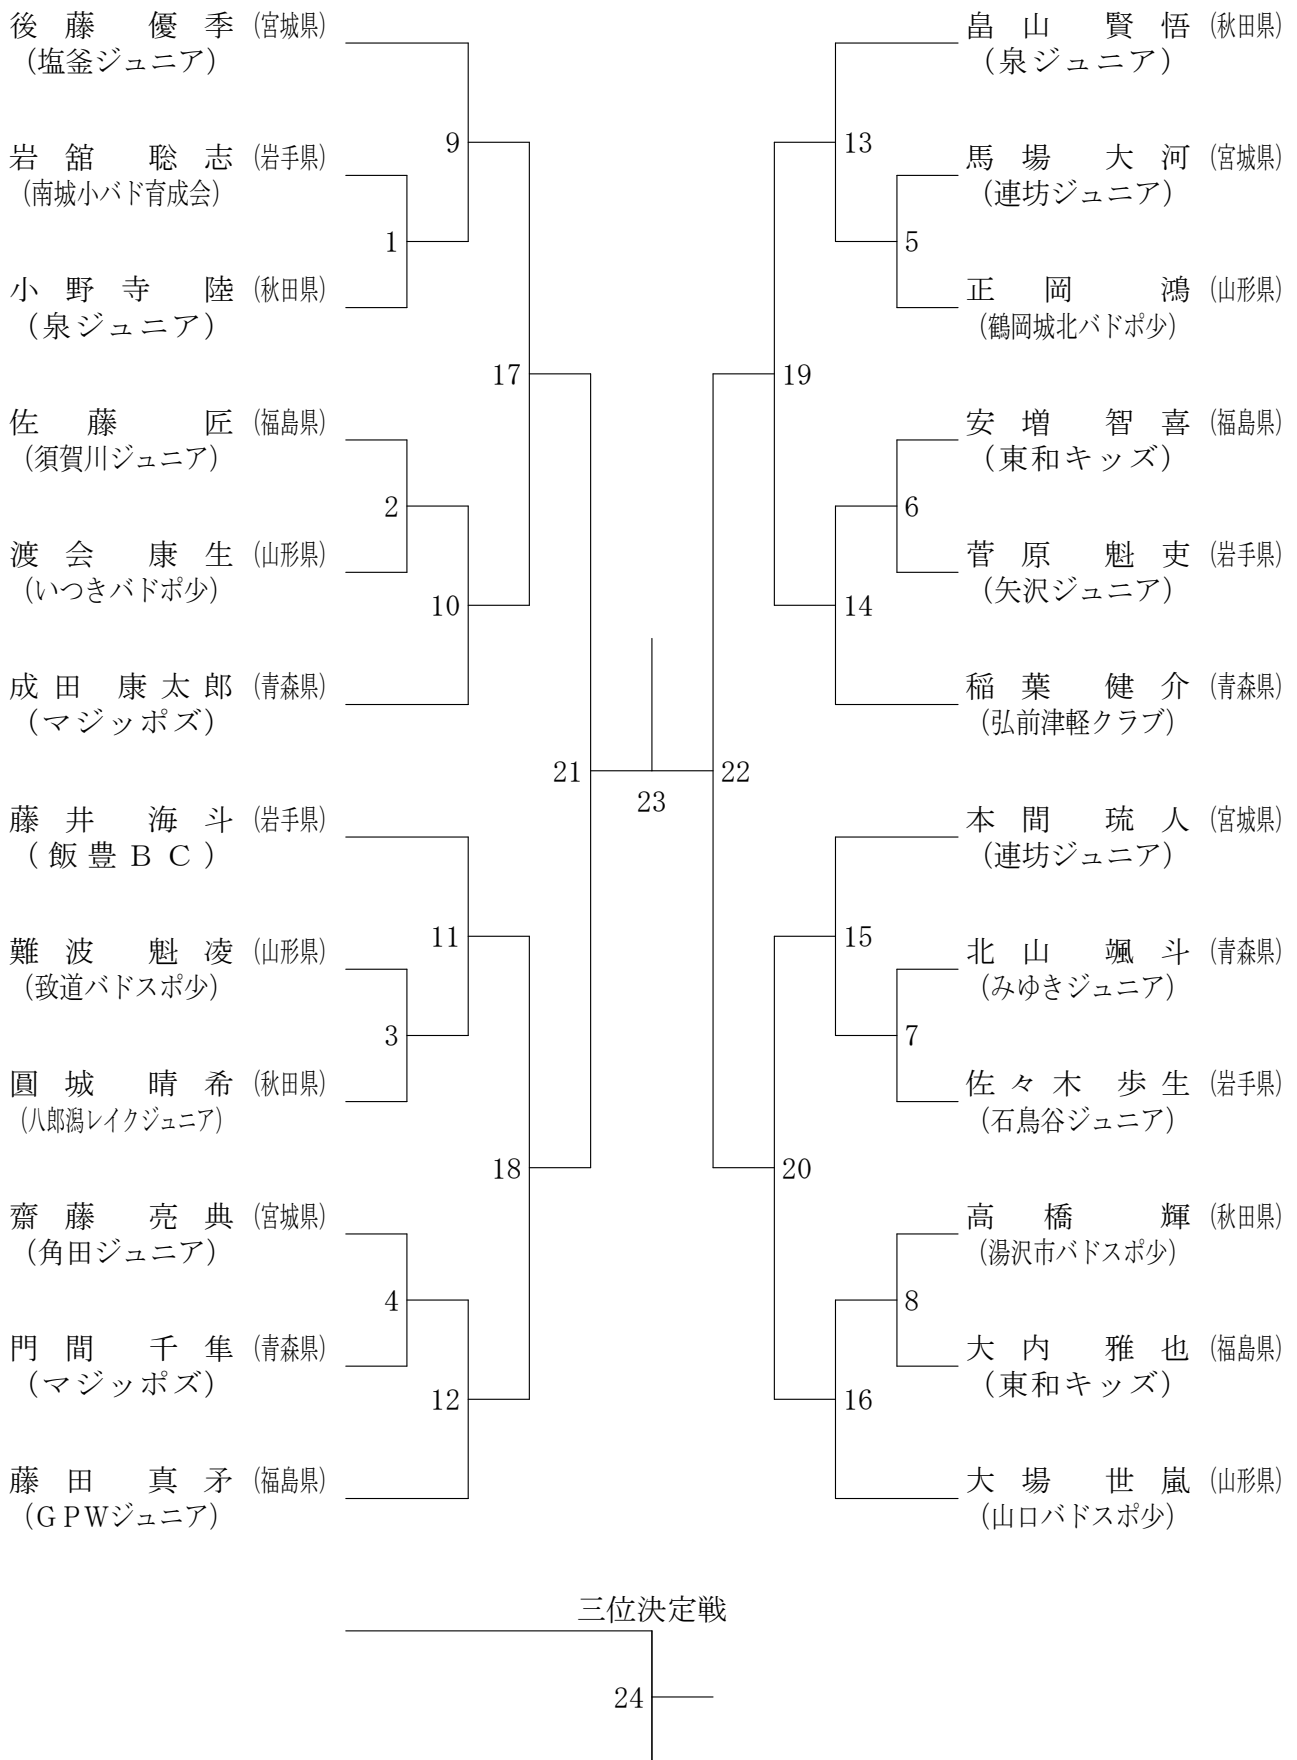 後藤 優季 (宮城県)
(塩釜ジュニア)
岩舘 聡志 (岩手県)
(南城小バド育成会)
小野寺 陸 (秋田県)
(泉ジュニア)
佐藤 匠 (福島県)
(須賀川ジュニア)
渡会 康生 (山形県)
(いつきバドポ少)
成田 康太郎 (青森県)
(マジッポズ)
藤井 海斗 (岩手県)
(飯豊BC)
難波 魁凌 (山形県)
(致道バドスポ少)
圓城 晴希 (秋田県)
(八郎潟レイクジュニア)
齋藤 亮典 (宮城県)
(角田ジュニア)
門間 千隼 (青森県)
(マジッポズ)
藤田 真矛 (福島県)
(GPWジュニア)
1
2
3
4
9
10
11
12
17
18
21
23
22
19
20
13
14
15
16
5
6
7
8
畠山 賢悟 (秋田県)
(泉ジュニア)
馬場 大河 (宮城県)
(連坊ジュニア)
正岡 鴻 (山形県)
(鶴岡城北バドポ少)
安増 智喜 (福島県)
(東和キッズ)
菅原 魁吏 (岩手県)
(矢沢ジュニア)
稲葉 健介 (青森県)
(弘前津軽クラブ)
本間 琉人 (宮城県)
(連坊ジュニア)
北山 颯斗 (青森県)
(みゆきジュニア)
佐々木 歩生 (岩手県)
(石鳥谷ジュニア)
高橋 輝 (秋田県)
(湯沢市バドスポ少)
大内 雅也 (福島県)
(東和キッズ)
大場 世嵐 (山形県)
(山口バドスポ少)
三位決定戦
24